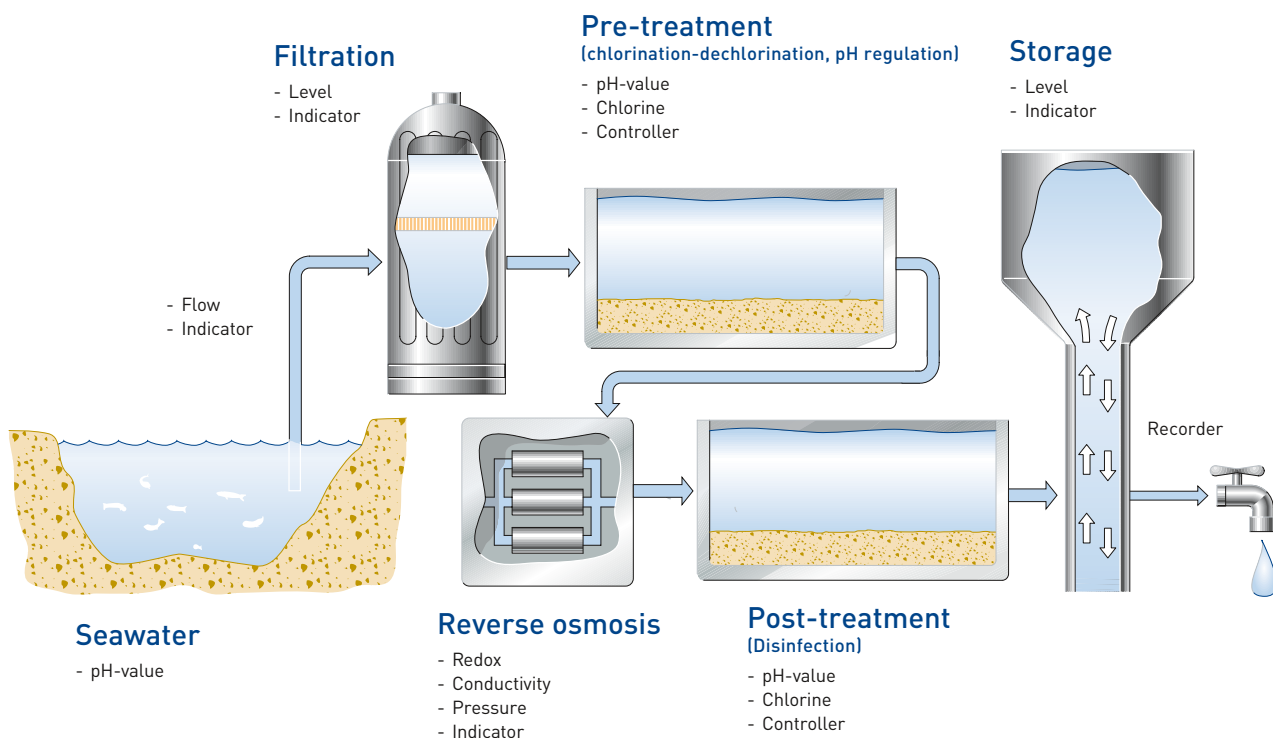 Filtration
- Level
- Indicator
Pre-treatment
(chlorination-dechlorination, pH regulation)
- pH-value
- Chlorine
- Controller
Storage
- Level
- Indicator
- Flow
- Indicator
Recorder
Seawater
- pH-value
Reverse osmosis
- Redox
- Conductivity
- Pressure
- Indicator
Post-treatment
(Disinfection)
- pH-value
- Chlorine
- Controller